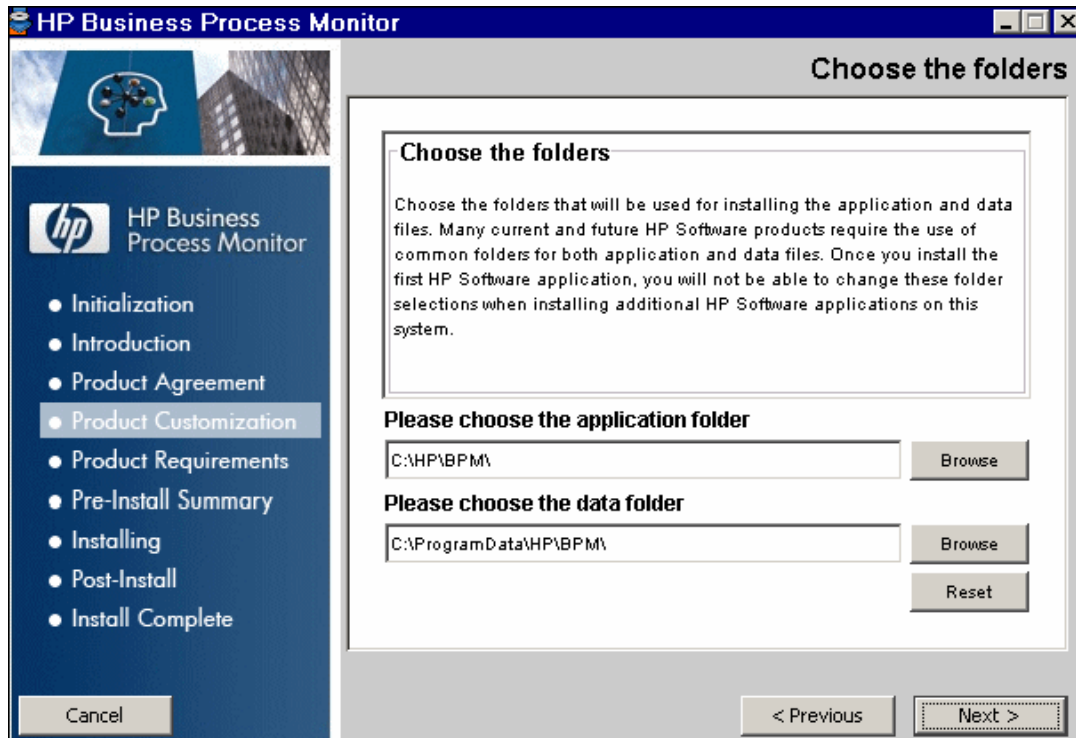 HP Business Process Monitor
Choose the folders
hp
HP Business
Process Monitor
Initialization
Introduction
Product Agreement
Product Customization
Product Requirements
Pre-Install Summary
Installing
Post-Install
Install Complete
Choose the folders
Choose the folders that will be used for installing the application and data
files. Many current and future HP Software products require the use of
common folders for both application and data files. Once you install the
first HP Software application, you will not be able to change these folder
selections when installing additional HP Software applications on this
system.
Please choose the application folder
C:\HP\BPM\
Browse
Please choose the data folder
C:\ProgramData\HP\BPM\
Browse
Reset
Cancel
< Previous
Next >